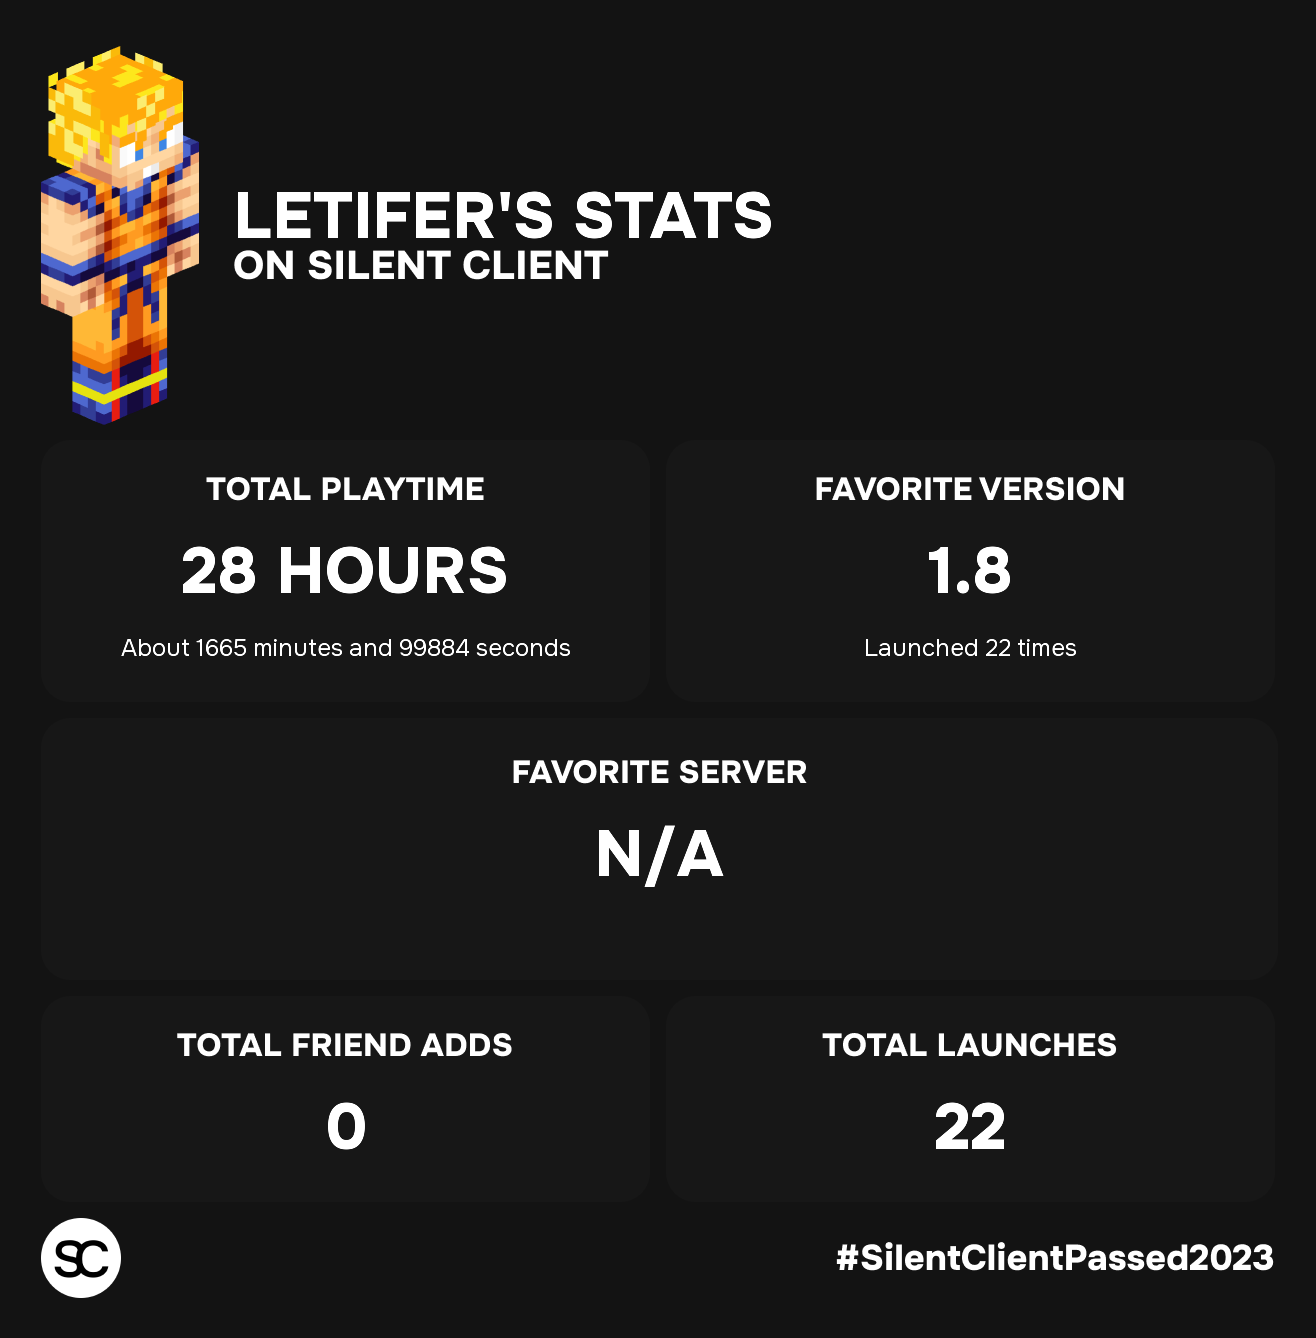 LETIFER'S STATS
ON SILENT CLIENT
TOTAL PLAYTIME
28 HOURS
About 1665 minutes and 99884 seconds
FAVORITE VERSION
1.8
Launched 22 times
FAVORITE SERVER
N/A
TOTAL FRIEND ADDS
0
TOTAL LAUNCHES
22
SC
#SilentClientPassed2023